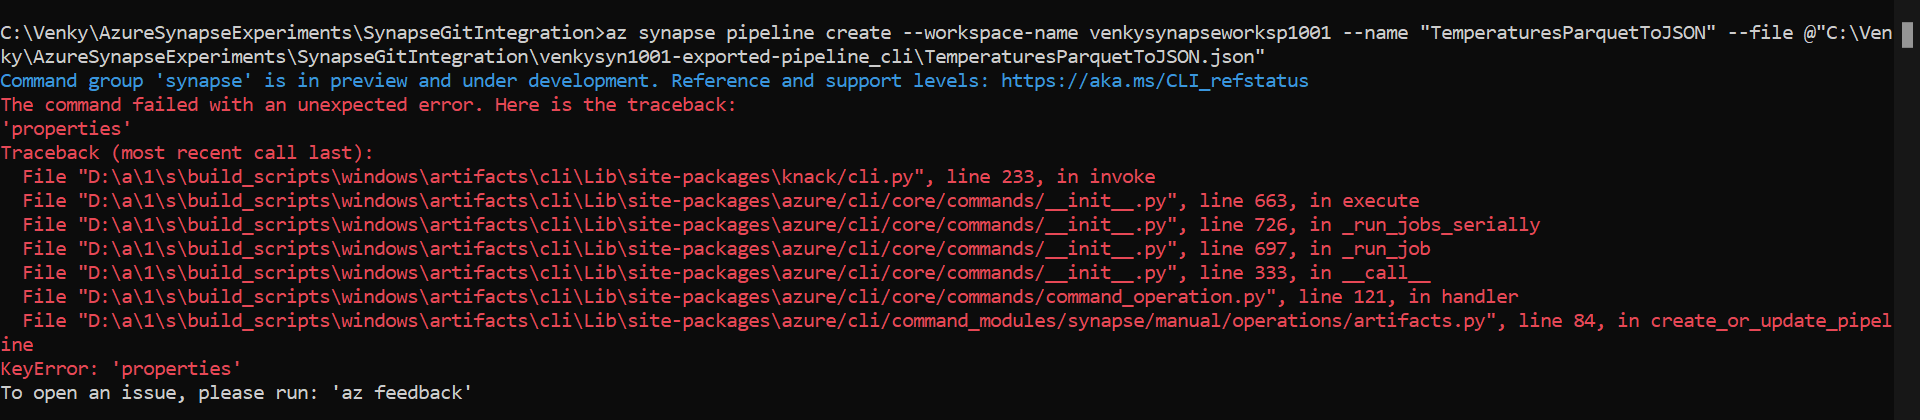 C:\Venky\AzureSynapseExperiments\SynapseGitIntegration>az synapse pipeline create --workspace-name venkysynapseworksp1001 --name "TemperaturesParquetToJSON" --file @"C:\Ven
ky\AzureSynapseExperiments\SynapseGitIntegration\venkysyn1001-exported-pipeline_cli\TemperaturesParquetToJSON.json"
Command group 'synapse' is in preview and under development. Reference and support levels: https://aka.ms/CLI_refstatus
The command failed with an unexpected error. Here is the traceback:
'properties'
Traceback (most recent call last):
  File "D:\a\1\s\build_scripts\windows\artifacts\cli\Lib\site-packages\knack/cli.py", line 233, in invoke
  File "D:\a\1\s\build_scripts\windows\artifacts\cli\Lib\site-packages\azure/cli/core/commands/__init__.py", line 663, in execute
  File "D:\a\1\s\build_scripts\windows\artifacts\cli\Lib\site-packages\azure/cli/core/commands/__init__.py", line 726, in _run_jobs_serially
  File "D:\a\1\s\build_scripts\windows\artifacts\cli\Lib\site-packages\azure/cli/core/commands/__init__.py", line 697, in _run_job
  File "D:\a\1\s\build_scripts\windows\artifacts\cli\Lib\site-packages\azure/cli/core/commands/__init__.py", line 333, in __call__
  File "D:\a\1\s\build_scripts\windows\artifacts\cli\Lib\site-packages\azure/cli/core/commands/command_operation.py", line 121, in handler
  File "D:\a\1\s\build_scripts\windows\artifacts\cli\Lib\site-packages\azure/cli/command_modules/synapse/manual/operations/artifacts.py", line 84, in create_or_update_pipel
ine
KeyError: 'properties'
To open an issue, please run: 'az feedback'